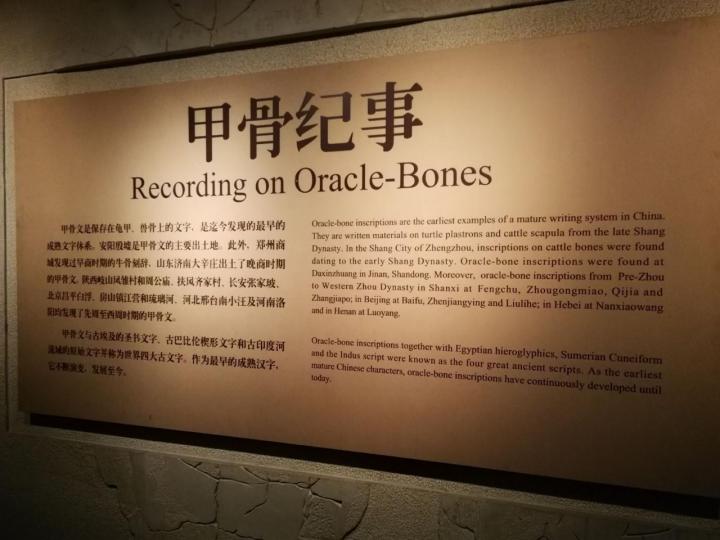 甲骨纪事
Recording on Oracle-Bones
甲骨文是保存在龟甲、兽骨上的文字，是迄今发现的最早的
成熟文字体系。安阳殷墟是甲骨文的主要出土地。此外，郑州商
城发现过早商时期的牛骨刻辞，山东济南大辛庄出土了晚商时期
的甲骨文，陕西岐山凤雏村和周公庙、扶风齐家村、长安张家坡、
北京昌平白浮、房山镇江营和琉璃河、河北邢台南小汪及河南洛
阳均发现了先周至西周时期的甲骨文。
甲骨文与古埃及的圣书文字、古巴比伦楔形文字和古印度河
流域的原始文字并称为世界四大古文字。作为最早的成熟汉字，
它不断演变，发展至今。
Oracle-bone inscriptions are the earliest examples of a mature writing system in China.
They are written materials on turtle plastrons and cattle scapula from the late Shang
Dynasty. In the Shang City of Zhengzhou, inscriptions on cattle bones were found
dating to the early Shang Dynasty. Oracle-bone inscriptions were found at
Daxinzhuang in Jinan, Shandong. Moreover, oracle-bone inscriptions from Pre-Zhou
to Western Zhou Dynasty in Shanxi at Fengchu, Zhougongmiao, Qijia and
Zhangjiapo; in Beijing at Baifu, Zhenjiangying and Liulihe; in Hebei at Nanxiaowang
and in Henan at Luoyang.
Oracle-bone inscriptions together with Egyptian hieroglyphics, Sumerian Cuneiform
and the Indus script were known as the four great ancient scripts. As the earliest
mature Chinese characters, oracle-bone inscriptions have continuously developed until
today.